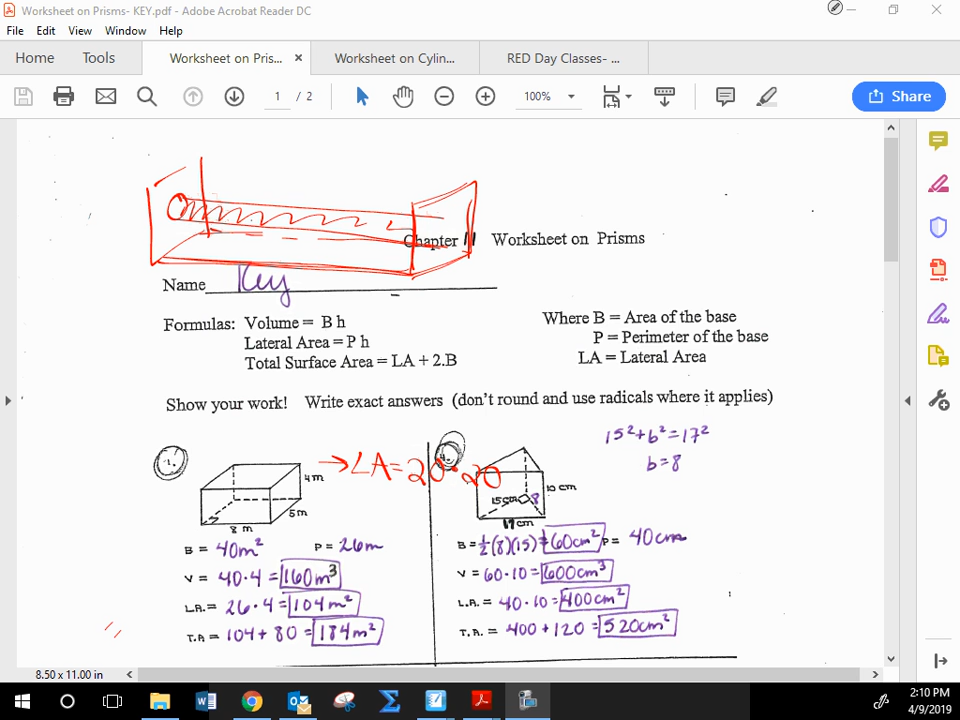 Worksheet on Prisms- KEY.pdf - Adobe Acrobat Reader DC
File Edit View Window Help
Home Tools Worksheet on Pris... × Worksheet on Cylin... RED Day Classes- ...
1 / 2 100% Share
Chapter 11 Worksheet on Prisms
Name Key
Formulas: Volume = B h Where B = Area of the base
Lateral Area = P h P = Perimeter of the base
Total Surface Area = LA + 2.B LA = Lateral Area
Show your work! Write exact answers (don't round and use radicals where it applies)
15²+b²=17²
b=8
1. →LA=20·20
4m 10cm
15cm 8
5m
8 m 17cm
B = 40m² P = 26m B = ½(8)(15) = 60cm² P = 40cm
V = 40·4 = 160m³ V = 60·10 = 600cm³
L.A. = 26·4 = 104m² L.A. = 40·10 = 400cm²
T.A = 104+80 = 184m² T.A. = 400+120 = 520cm²
8.50 x 11.00 in
2:10 PM
4/9/2019